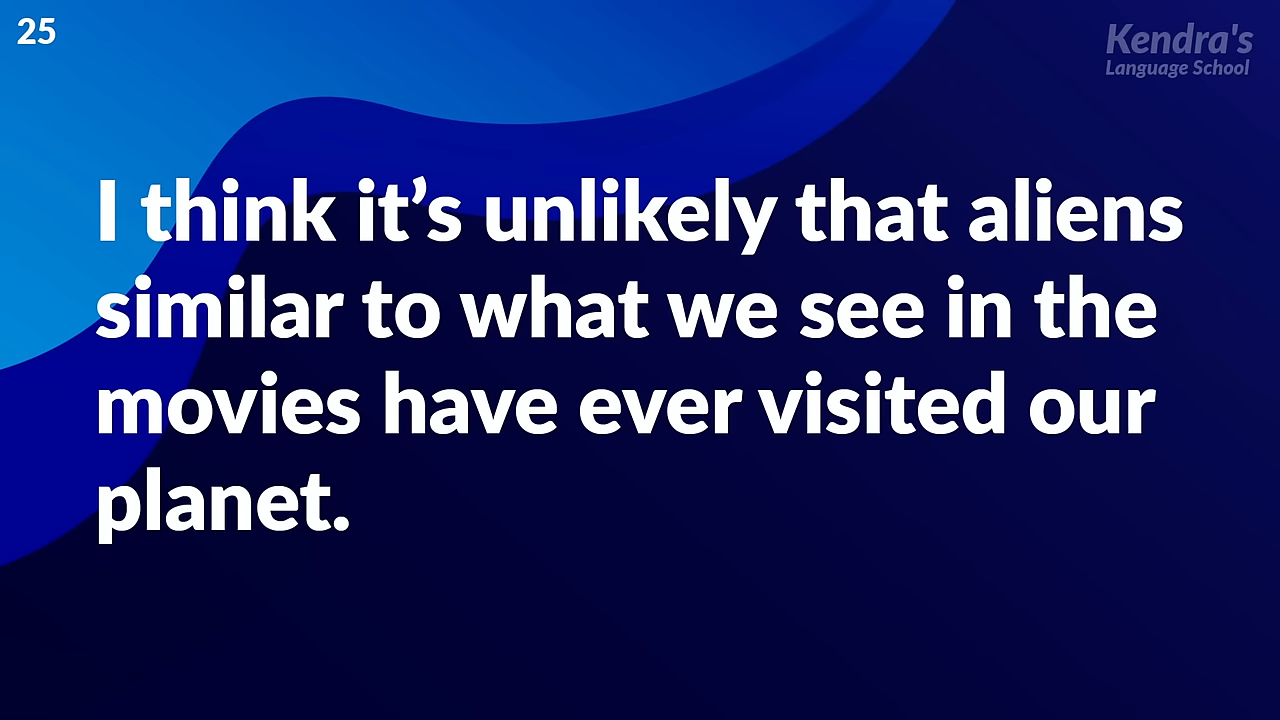 25
Kendra's
Language School
I think it’s unlikely that aliens
similar to what we see in the
movies have ever visited our
planet.